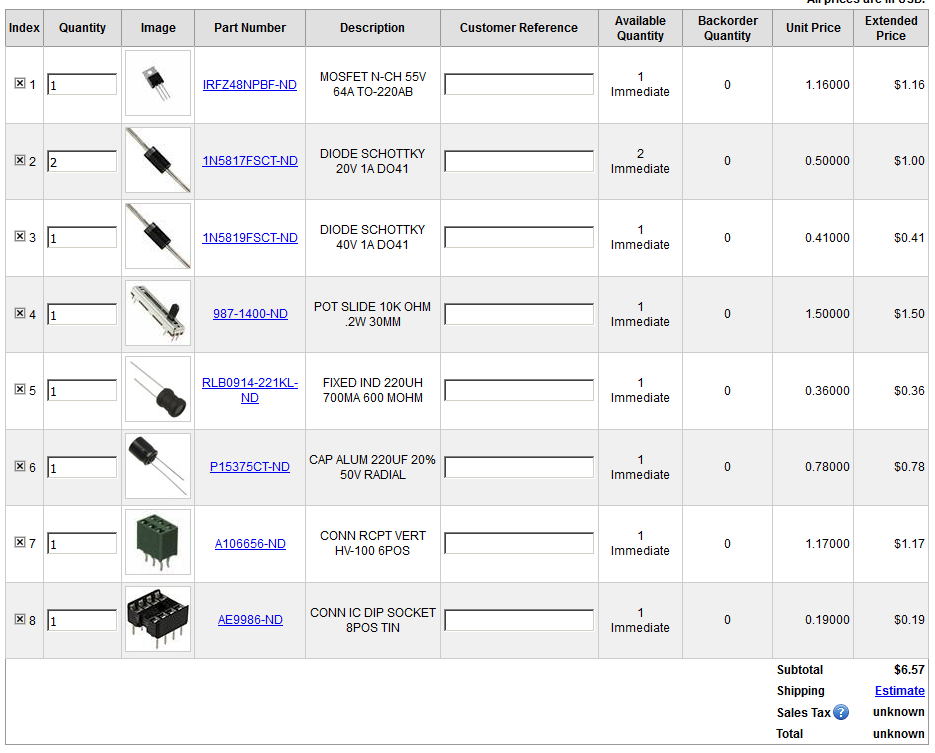 All prices are in USD.
Index Quantity Image Part Number Description Customer Reference Available Quantity Backorder Quantity Unit Price Extended Price
1 1 IRFZ48NPBF-ND MOSFET N-CH 55V 64A TO-220AB 1 Immediate 0 1.16000 $1.16
2 2 1N5817FSCT-ND DIODE SCHOTTKY 20V 1A DO41 2 Immediate 0 0.50000 $1.00
3 1 1N5819FSCT-ND DIODE SCHOTTKY 40V 1A DO41 1 Immediate 0 0.41000 $0.41
4 1 987-1400-ND POT SLIDE 10K OHM .2W 30MM 1 Immediate 0 1.50000 $1.50
5 1 RLB0914-221KL-ND FIXED IND 220UH 700MA 600 MOHM 1 Immediate 0 0.36000 $0.36
6 1 P15375CT-ND CAP ALUM 220UF 20% 50V RADIAL 1 Immediate 0 0.78000 $0.78
7 1 A106656-ND CONN RCPT VERT HV-100 6POS 1 Immediate 0 1.17000 $1.17
8 1 AE9986-ND CONN IC DIP SOCKET 8POS TIN 1 Immediate 0 0.19000 $0.19
Subtotal $6.57
Shipping Estimate
Sales Tax ? unknown
Total unknown